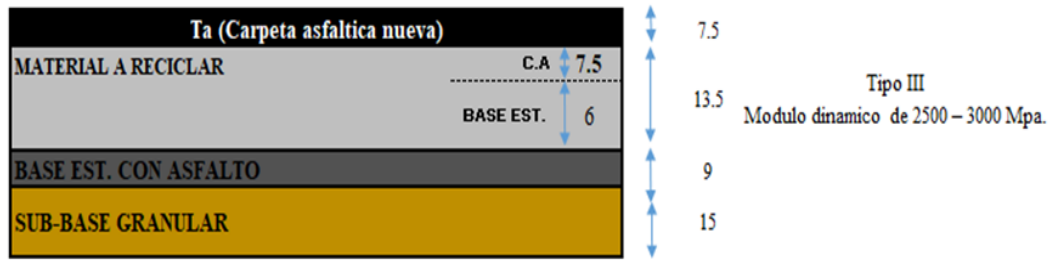 Ta (Carpeta asfaltica nueva)
7.5
MATERIAL A RECICLAR
C.A
7.5
BASE EST.
6
13.5
Tipo III
Modulo dinamico de 2500 – 3000 Mpa.
BASE EST. CON ASFALTO
9
SUB-BASE GRANULAR
15